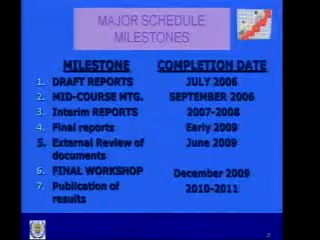 MAJOR SCHEDULE
MILESTONES
MILESTONE COMPLETION DATE
1. DRAFT REPORTS JULY 2006
2. MID-COURSE MTG. SEPTEMBER 2006
3. Interim REPORTS 2007-2008
4. Final reports Early 2009
5. External Review of June 2009
documents
6. FINAL WORKSHOP December 2009
7. Publication of 2010-2011
results